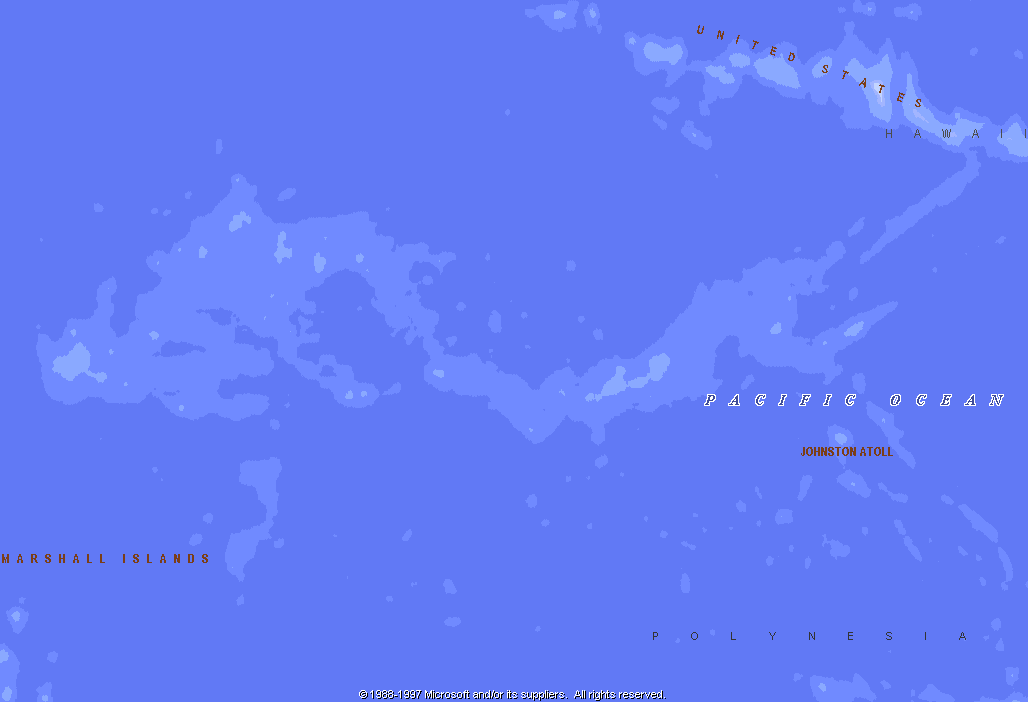 UNITED STATES
HAWAII
PACIFIC OCEAN
JOHNSTON ATOLL
MARSHALL ISLANDS
POLYNESIA
© 1988-1997 Microsoft and/or its suppliers. All rights reserved.